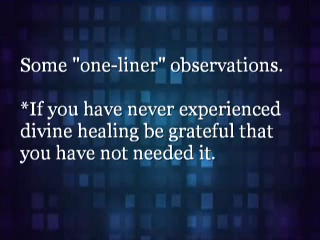 Some "one-liner" observations.
*If you have never experienced
divine healing be grateful that
you have not needed it.